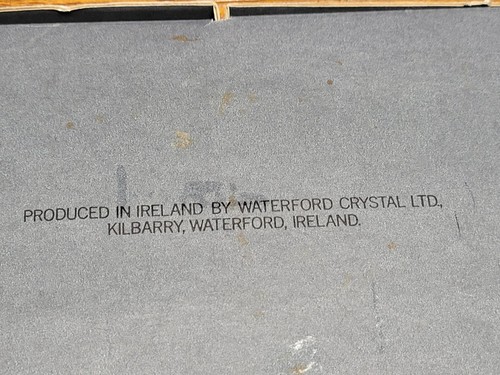 PRODUCED IN IRELAND BY WATERFORD CRYSTAL LTD,
KILBARRY, WATERFORD, IRELAND.